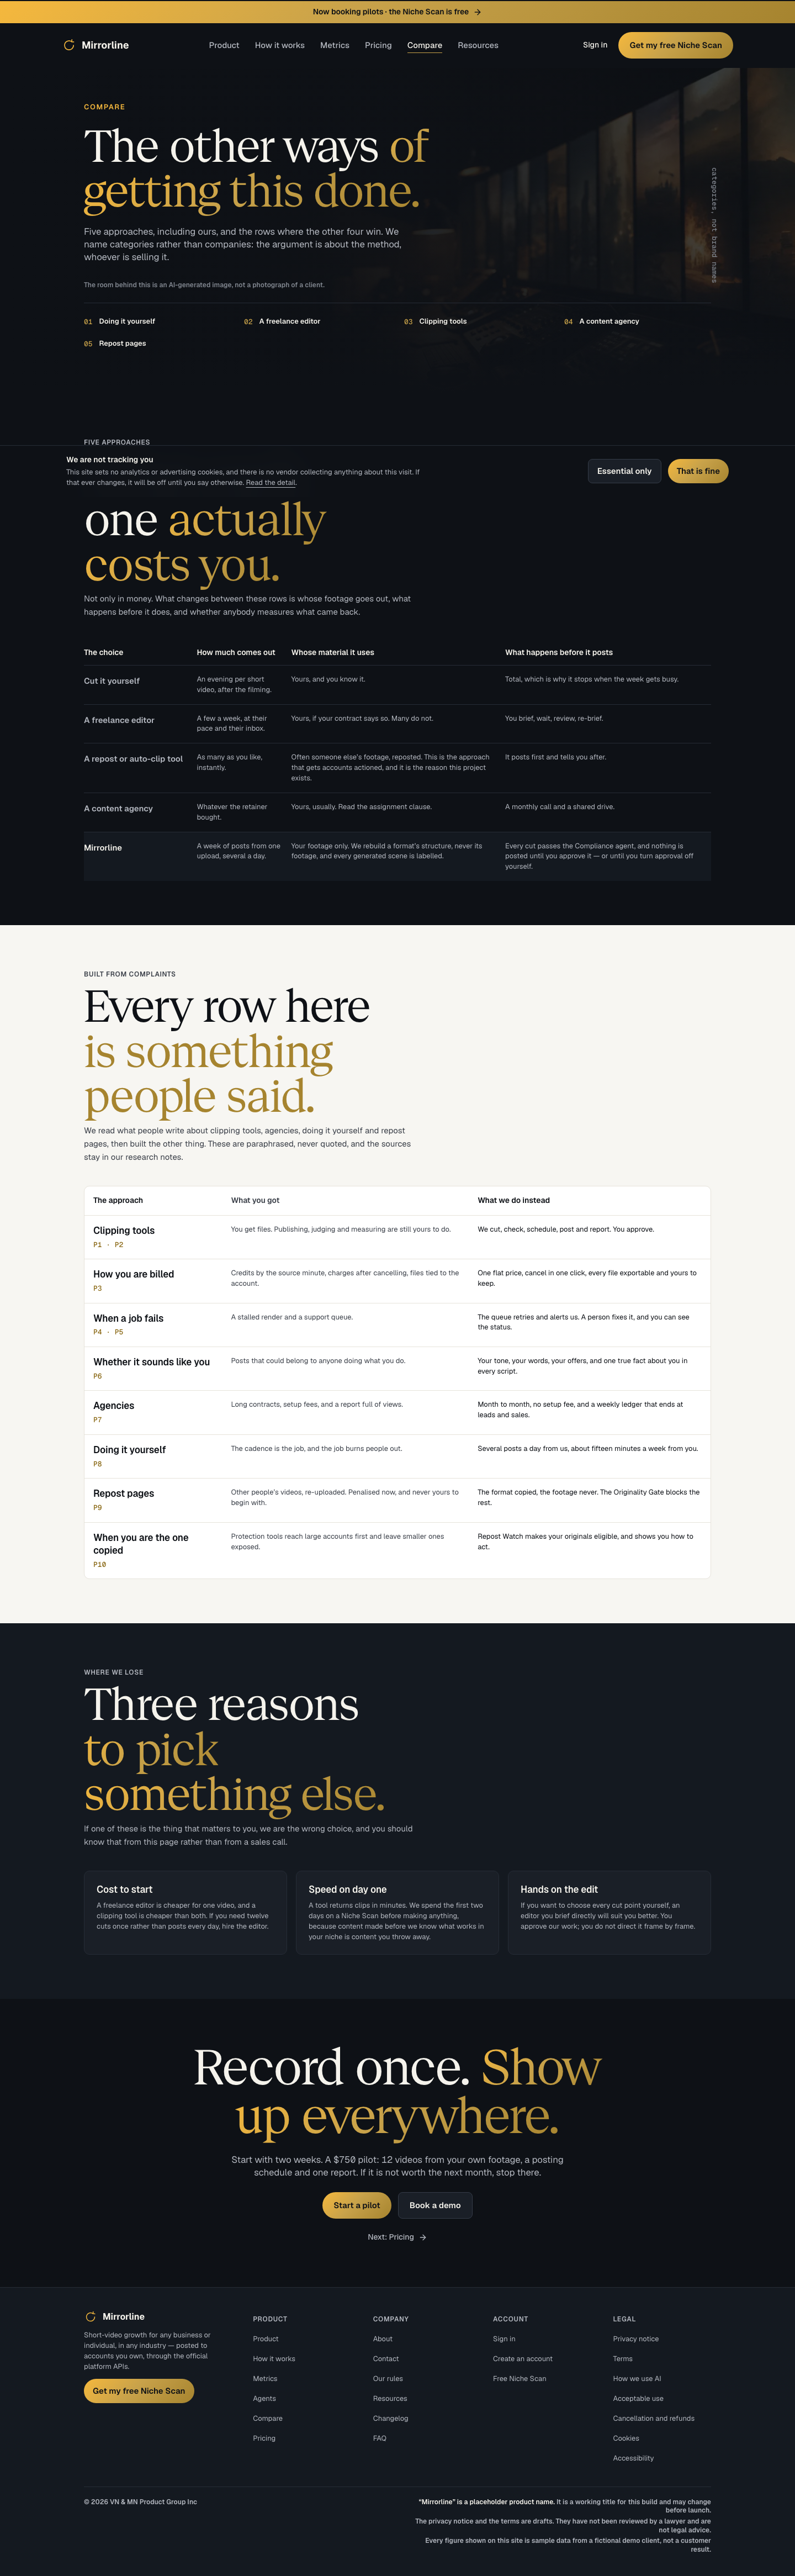 Now booking pilots · the Niche Scan is free →
Mirrorline
Product How it works Metrics Pricing Compare Resources
Sign in
Get my free Niche Scan
COMPARE
The other ways of
getting this done.
Five approaches, including ours, and the rows where the other four win. We
name categories rather than companies: the argument is about the method,
whoever is selling it.
The room behind this is an AI-generated image, not a photograph of a client.
categories, not brand names
01 Doing it yourself
02 A freelance editor
03 Clipping tools
04 A content agency
05 Repost pages
FIVE APPROACHES
We are not tracking you
This site sets no analytics or advertising cookies, and there is no vendor collecting anything about this visit. If
that ever changes, it will be off until you say otherwise. Read the detail.
Essential only
That is fine
one actually
costs you.
Not only in money. What changes between these rows is whose footage goes out, what
happens before it does, and whether anybody measures what came back.
The choice How much comes out Whose material it uses What happens before it posts
Cut it yourself
An evening per short
video, after the filming.
Yours, and you know it.
Total, which is why it stops when the week gets busy.
A freelance editor
A few a week, at their
pace and their inbox.
Yours, if your contract says so. Many do not.
You brief, wait, review, re-brief.
A repost or auto-clip tool
As many as you like,
instantly.
Often someone else's footage, reposted. This is the approach
that gets accounts actioned, and it is the reason this project
exists.
It posts first and tells you after.
A content agency
Whatever the retainer
bought.
Yours, usually. Read the assignment clause.
A monthly call and a shared drive.
Mirrorline
A week of posts from one
upload, several a day.
Your footage only. We rebuild a format's structure, never its
footage, and every generated scene is labelled.
Every cut passes the Compliance agent, and nothing is
posted until you approve it — or until you turn approval off
yourself.
BUILT FROM COMPLAINTS
Every row here
is something
people said.
We read what people write about clipping tools, agencies, doing it yourself and repost
pages, then built the other thing. These are paraphrased, never quoted, and the sources
stay in our research notes.
The approach What you got What we do instead
Clipping tools
P1 · P2
You get files. Publishing, judging and measuring are still yours to do.
We cut, check, schedule, post and report. You approve.
How you are billed
P3
Credits by the source minute, charges after cancelling, files tied to the
account.
One flat price, cancel in one click, every file exportable and yours to
keep.
When a job fails
P4 · P5
A stalled render and a support queue.
The queue retries and alerts us. A person fixes it, and you can see
the status.
Whether it sounds like you
P6
Posts that could belong to anyone doing what you do.
Your tone, your words, your offers, and one true fact about you in
every script.
Agencies
P7
Long contracts, setup fees, and a report full of views.
Month to month, no setup fee, and a weekly ledger that ends at
leads and sales.
Doing it yourself
P8
The cadence is the job, and the job burns people out.
Several posts a day from us, about fifteen minutes a week from you.
Repost pages
P9
Other people's videos, re-uploaded. Penalised now, and never yours to
begin with.
The format copied, the footage never. The Originality Gate blocks the
rest.
When you are the one
copied
P10
Protection tools reach large accounts first and leave smaller ones
exposed.
Repost Watch makes your originals eligible, and shows you how to
act.
WHERE WE LOSE
Three reasons
to pick
something else.
If one of these is the thing that matters to you, we are the wrong choice, and you should
know that from this page rather than from a sales call.
Cost to start
A freelance editor is cheaper for one video, and a
clipping tool is cheaper than both. If you need twelve
cuts once rather than posts every day, hire the editor.
Speed on day one
A tool returns clips in minutes. We spend the first two
days on a Niche Scan before making anything,
because content made before we know what works in
your niche is content you throw away.
Hands on the edit
If you want to choose every cut point yourself, an
editor you brief directly will suit you better. You
approve our work; you do not direct it frame by frame.
Record once. Show
up everywhere.
Start with two weeks. A $750 pilot: 12 videos from your own footage, a posting
schedule and one report. If it is not worth the next month, stop there.
Start a pilot
Book a demo
Next: Pricing →
Mirrorline
Short-video growth for any business or
individual, in any industry — posted to
accounts you own, through the official
platform APIs.
Get my free Niche Scan
PRODUCT
Product
How it works
Metrics
Agents
Compare
Pricing
COMPANY
About
Contact
Our rules
Resources
Changelog
FAQ
ACCOUNT
Sign in
Create an account
Free Niche Scan
LEGAL
Privacy notice
Terms
How we use AI
Acceptable use
Cancellation and refunds
Cookies
Accessibility
© 2026 VN & MN Product Group Inc
"Mirrorline" is a placeholder product name. It is a working title for this build and may change
before launch.
The privacy notice and the terms are drafts. They have not been reviewed by a lawyer and are
not legal advice.
Every figure shown on this site is sample data from a fictional demo client, not a customer
result.